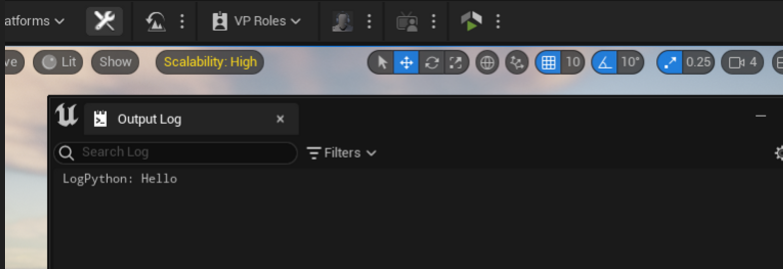 atforms VP Roles
ve Lit Show Scalability: High 10 10° 0.25 4
Output Log
Search Log Filters
LogPython: Hello